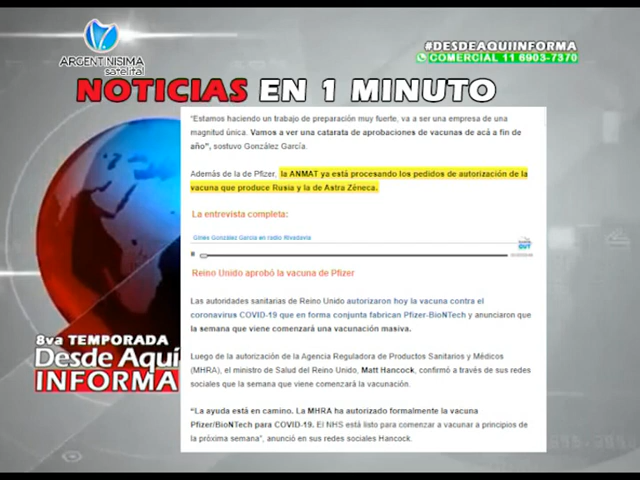 ARGENTINISIMA
satelital
#DESDEAQUIINFORMA
COMERCIAL 11 6903-7370
NOTICIAS EN 1 MINUTO
"Estamos haciendo un trabajo de preparación muy fuerte, va a ser una empresa de una
magnitud única. Vamos a ver una catarata de aprobaciones de vacunas de acá a fin de
año", sostuvo González García.
Además de la de Pfizer, la ANMAT ya está procesando los pedidos de autorización de la
vacuna que produce Rusia y la de Astra Zéneca.
La entrevista completa:
Ginés González García en radio Rivadavia
Reino Unido aprobó la vacuna de Pfizer
Las autoridades sanitarias de Reino Unido autorizaron hoy la vacuna contra el
coronavirus COVID-19 que en forma conjunta fabrican Pfizer-BioNTech y anunciaron que
la semana que viene comenzará una vacunación masiva.
Luego de la autorización de la Agencia Reguladora de Productos Sanitarios y Médicos
(MHRA), el ministro de Salud del Reino Unido, Matt Hancock, confirmó a través de sus redes
sociales que la semana que viene comenzará la vacunación.
"La ayuda está en camino. La MHRA ha autorizado formalmente la vacuna
Pfizer/BioNTech para COVID-19. El NHS está listo para comenzar a vacunar a principios de
la próxima semana", anunció en sus redes sociales Hancock.
8va TEMPORADA
Desde Aquí
INFORMA